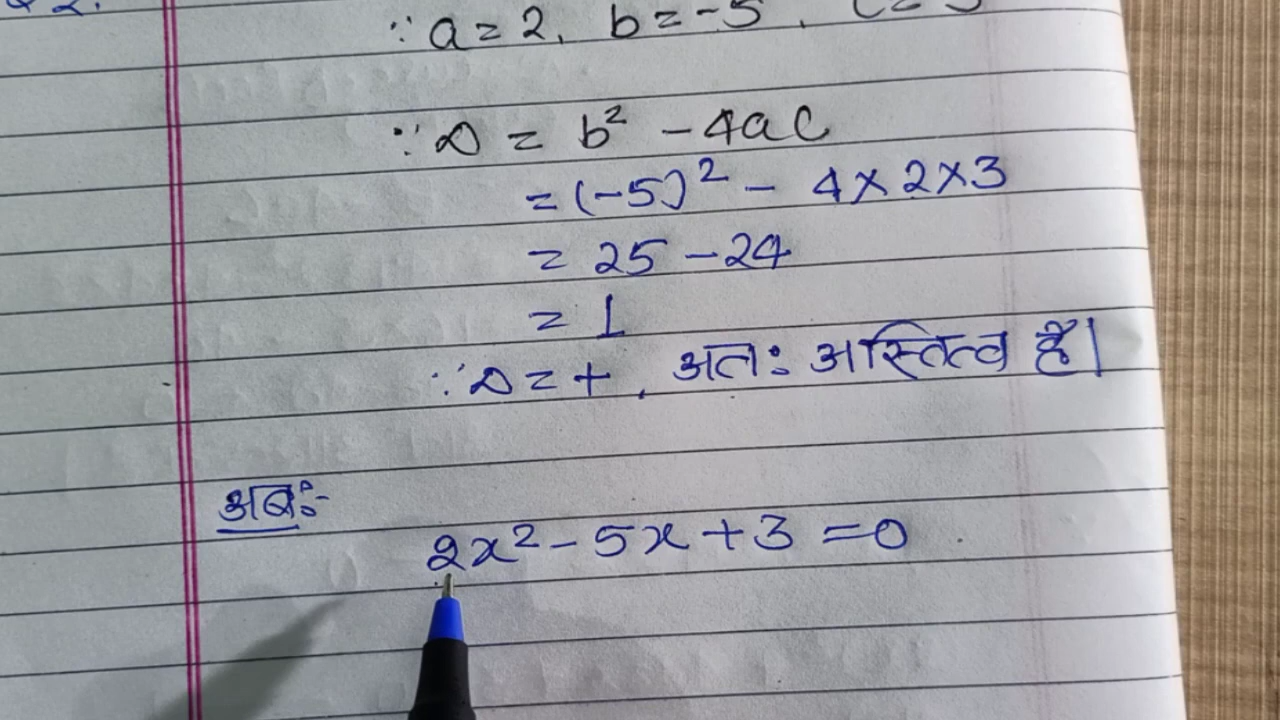 ∵ a = 2, b = -5, c = 3
∵ D = b² - 4ac
= (-5)² - 4×2×3
= 25 - 24
= 1
∵ D = +, अतः अस्तित्व हैं।
अबः-
2x² - 5x + 3 = 0